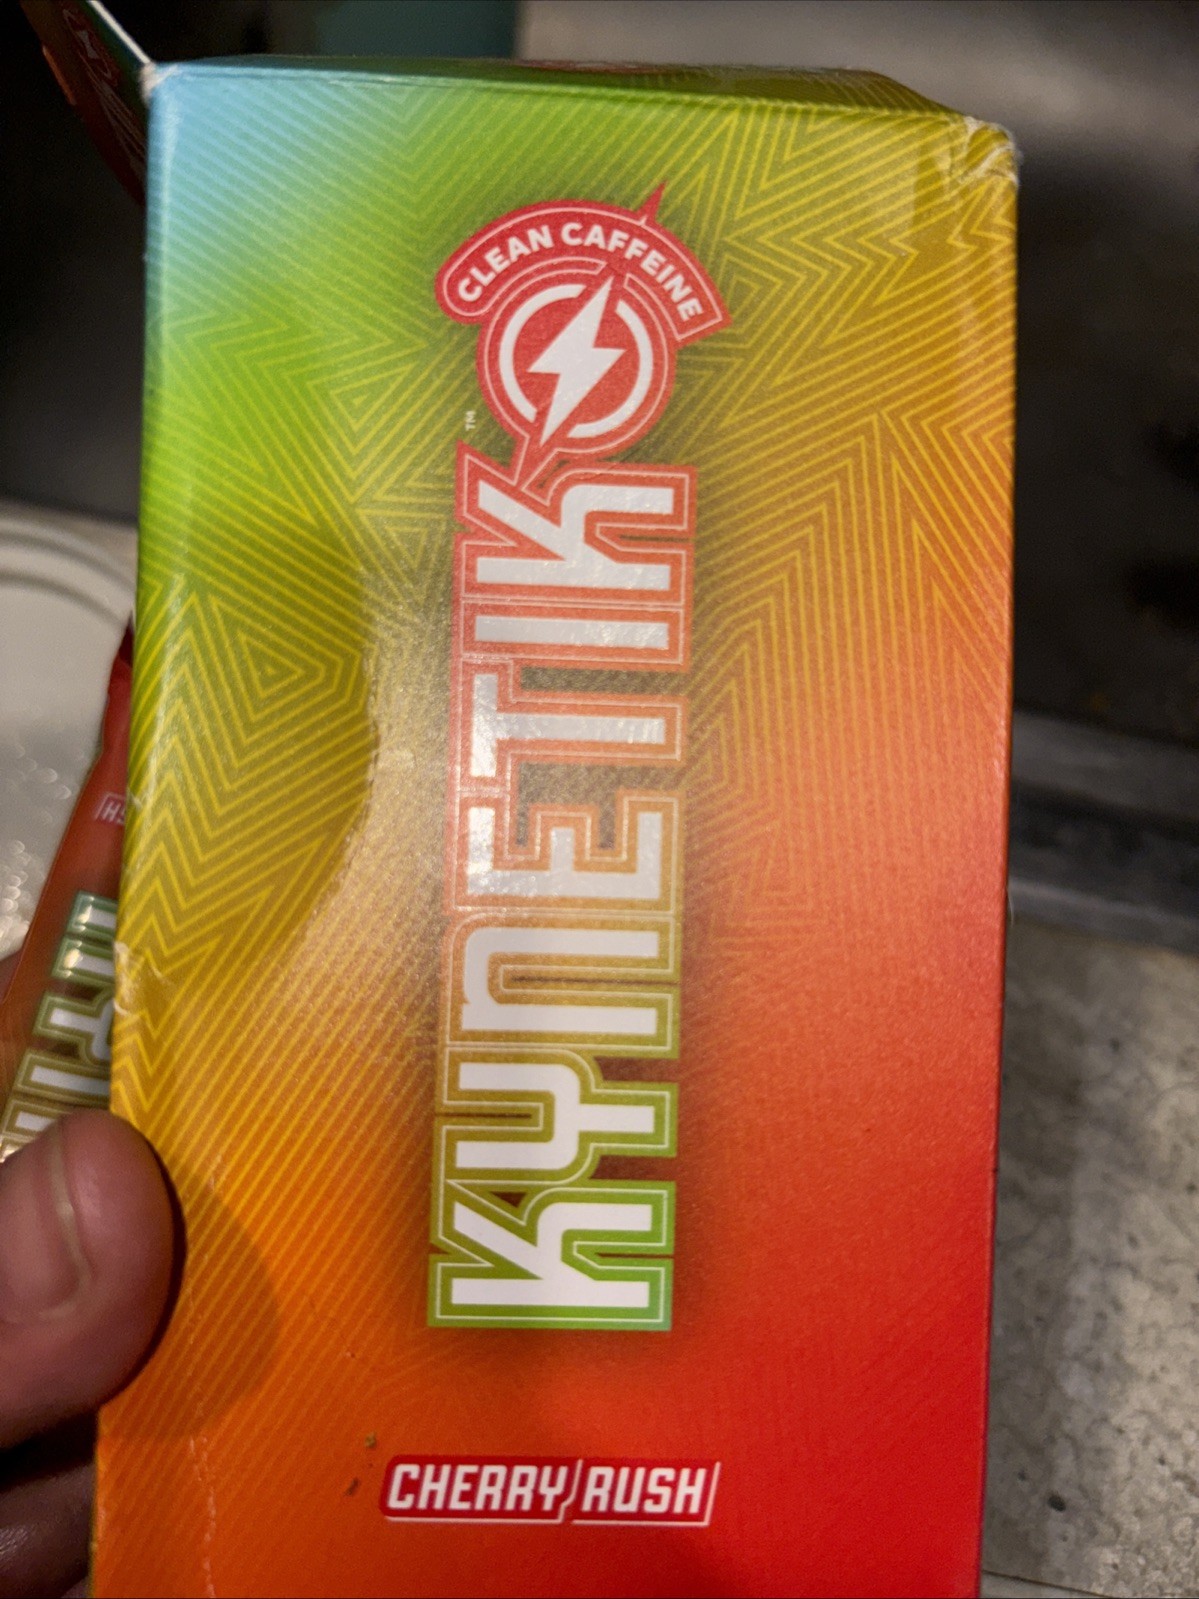 CLEAN CAFFEINE
KYNETIK™
CHERRY RUSH